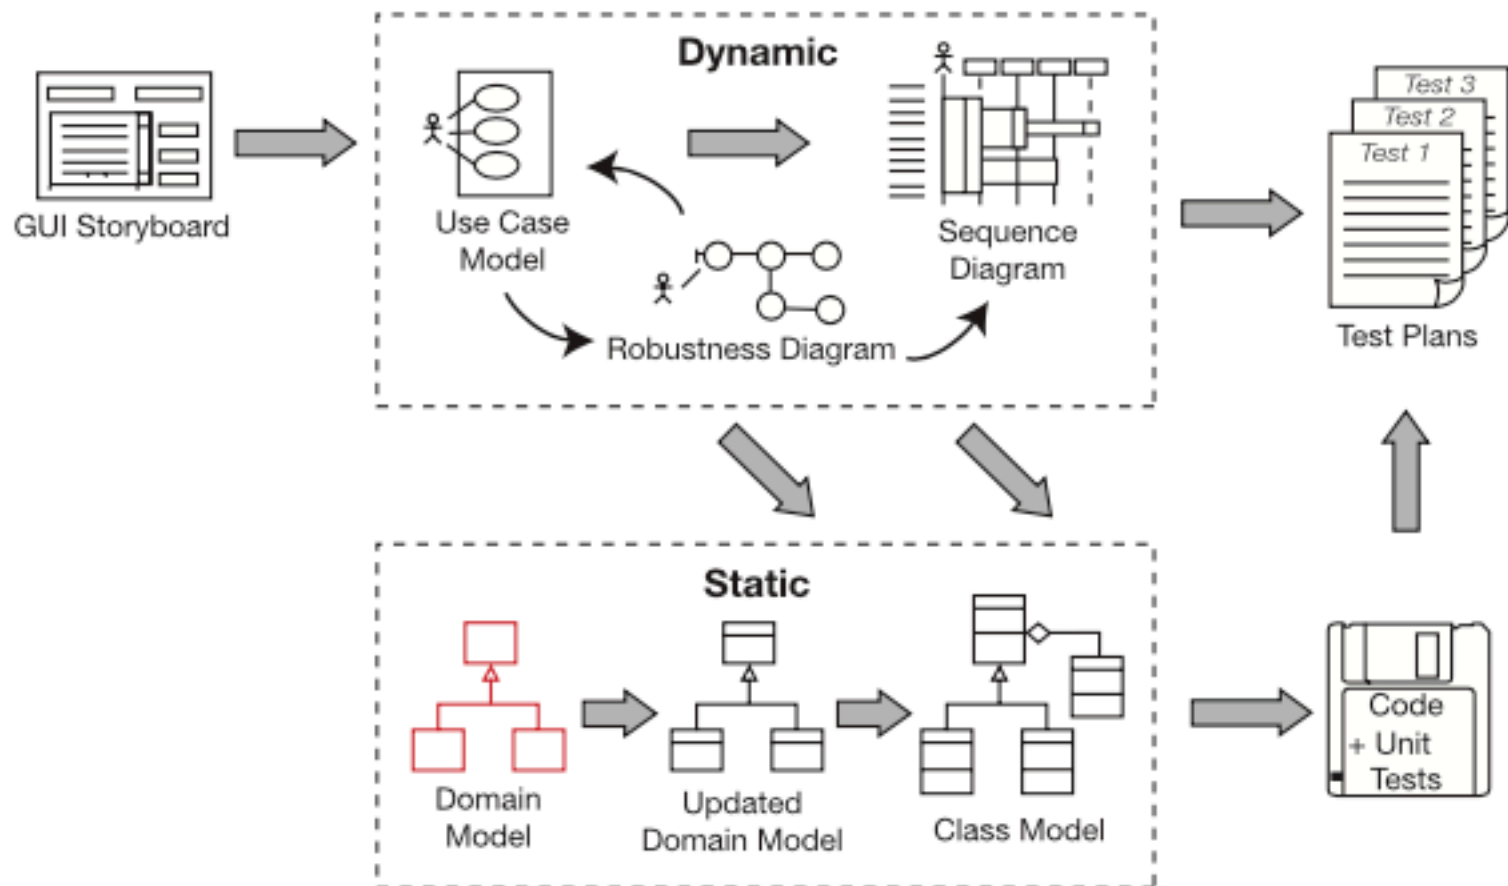 Dynamic
GUI Storyboard
Use Case
Model
Robustness Diagram
Sequence
Diagram
Test 3
Test 2
Test 1
Test Plans
Static
Domain
Model
Updated
Domain Model
Class Model
Code
+ Unit
Tests